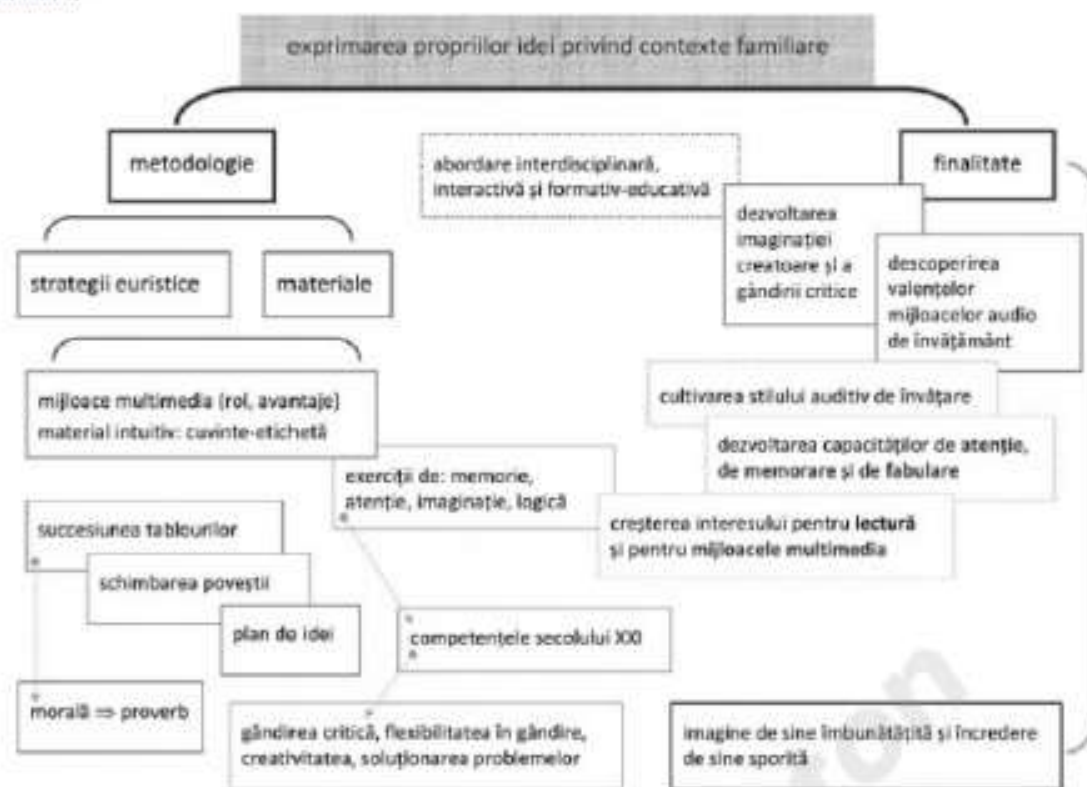 exprimarea propriilor idei privind contexte familiare
metodologie
finalitate
abordare interdisciplinară,
interactivă și formativ-educativă
dezvoltarea
imaginației
creatoare și a
gândirii critice
descoperirea
valențelor
mijloacelor audio
de învățământ
strategii euristice
materiale
mijloace multimedia (rol, avantaje)
material intuitiv: cuvinte-etichetă
cultivarea stilului auditiv de învățare
dezvoltarea capacităților de atenție,
de memorare și de fabulare
exerciții de: memorie,
atenție, imaginație, logică
creșterea interesului pentru lectură
și pentru mijloacele multimedia
succesiunea tablourilor
schimbarea poveștii
plan de idei
competențele secolului XXI
morală ⇒ proverb
gândirea critică, flexibilitatea în gândire,
creativitatea, soluționarea problemelor
imagine de sine îmbunătățită și încredere
de sine sporită